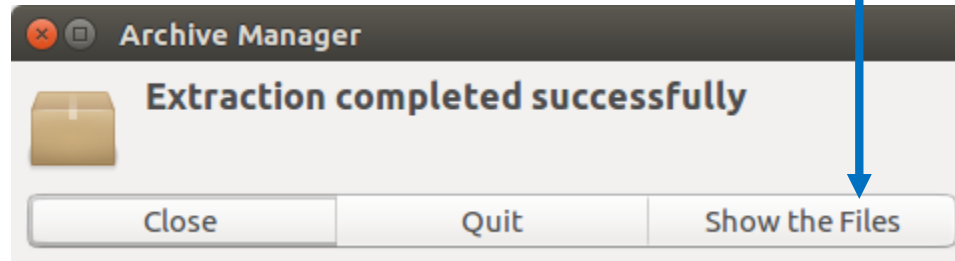 Archive Manager
Extraction completed successfully
Close Quit Show the Files